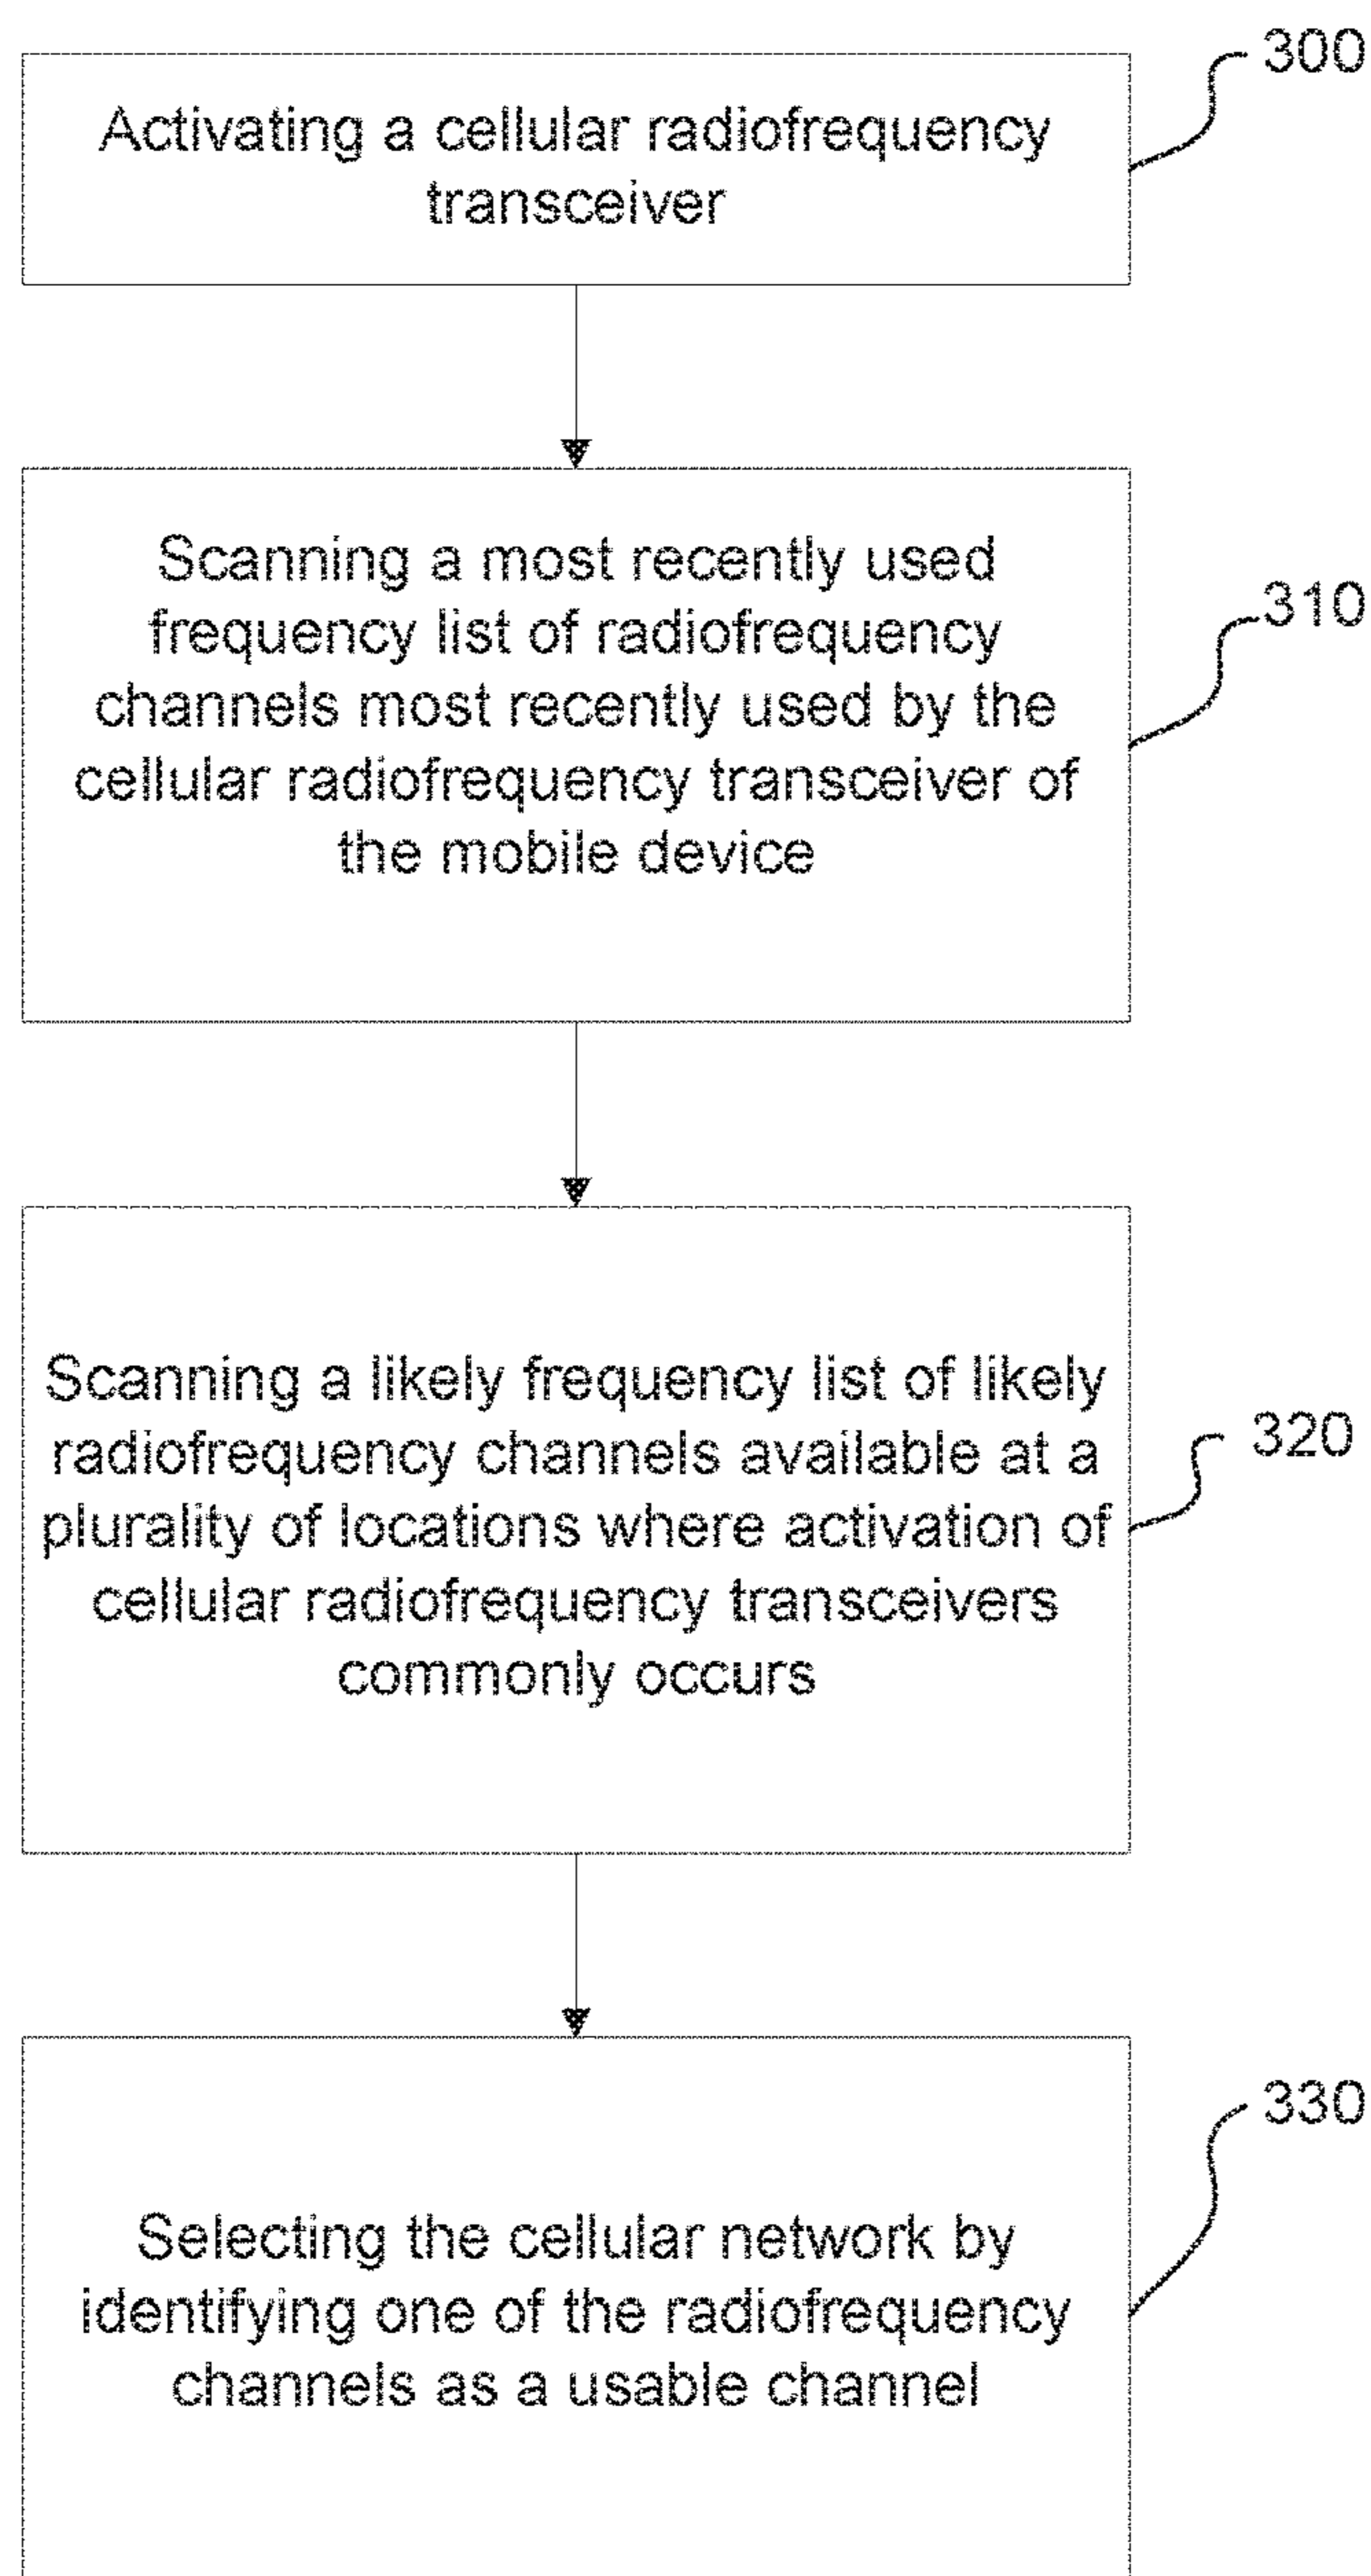 300
Activating a cellular radiofrequency
transceiver
Scanning a most recently used
frequency list of radiofrequency
channels most recently used by the
cellular radiofrequency transceiver of
the mobile device
310
Scanning a likely frequency list of likely
radiofrequency channels available at a
plurality of locations where activation of
cellular radiofrequency transceivers
commonly occurs
320
Selecting the cellular network by
identifying one of the radiofrequency
channels as a usable channel
330